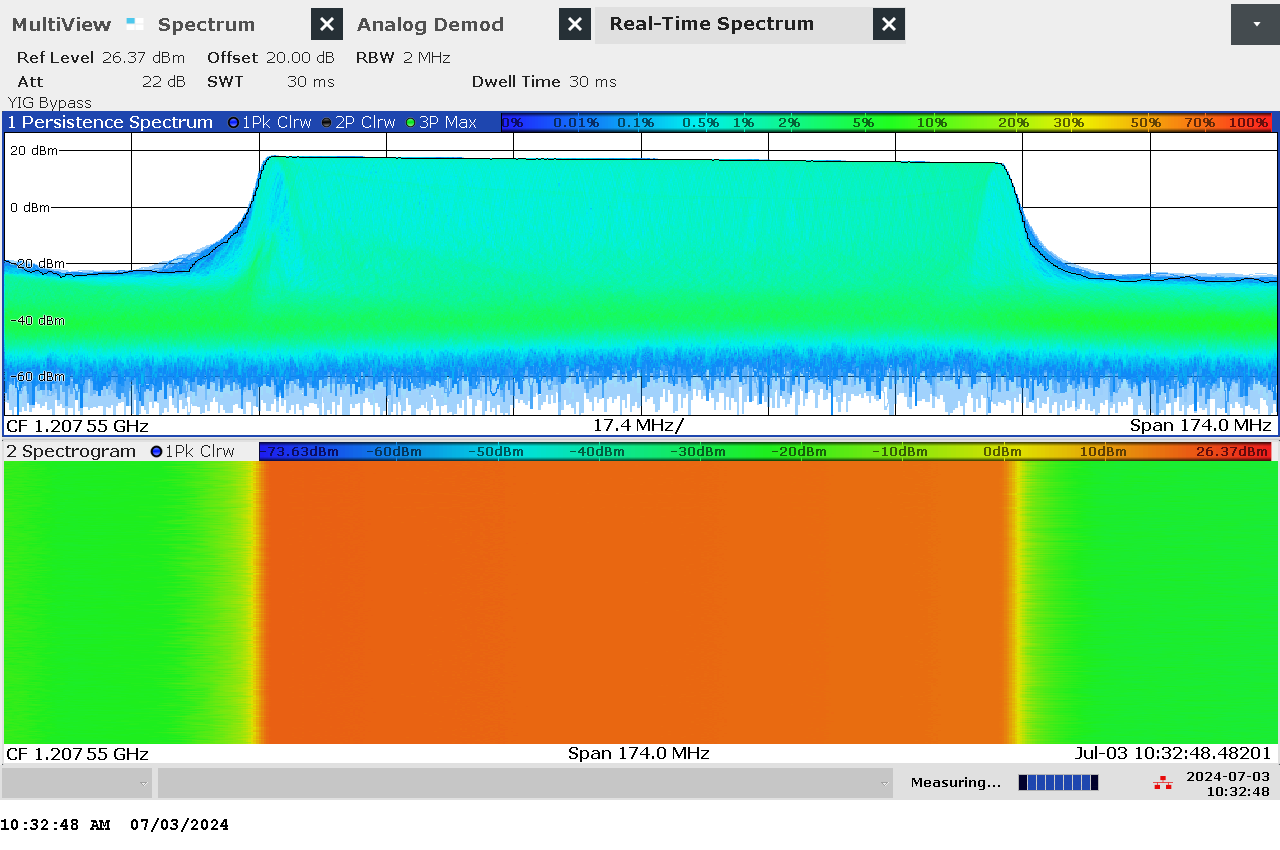 MultiView Spectrum Analog Demod Real-Time Spectrum
Ref Level 26.37 dBm Offset 20.00 dB RBW 2 MHz
Att 22 dB SWT 30 ms Dwell Time 30 ms
YIG Bypass
1 Persistence Spectrum 1Pk Clrw 2P Clrw 3P Max 0% 0.01% 0.1% 0.5% 1% 2% 5% 10% 20% 30% 50% 70% 100%
20 dBm
0 dBm
-20 dBm
-40 dBm
-60 dBm
CF 1.207 55 GHz 17.4 MHz/ Span 174.0 MHz
2 Spectrogram 1Pk Clrw -73.63dBm -60dBm -50dBm -40dBm -30dBm -20dBm -10dBm 0dBm 10dBm 26.37dBm
CF 1.207 55 GHz Span 174.0 MHz Jul-03 10:32:48.48201
Measuring... 2024-07-03
10:32:48
10:32:48 AM 07/03/2024